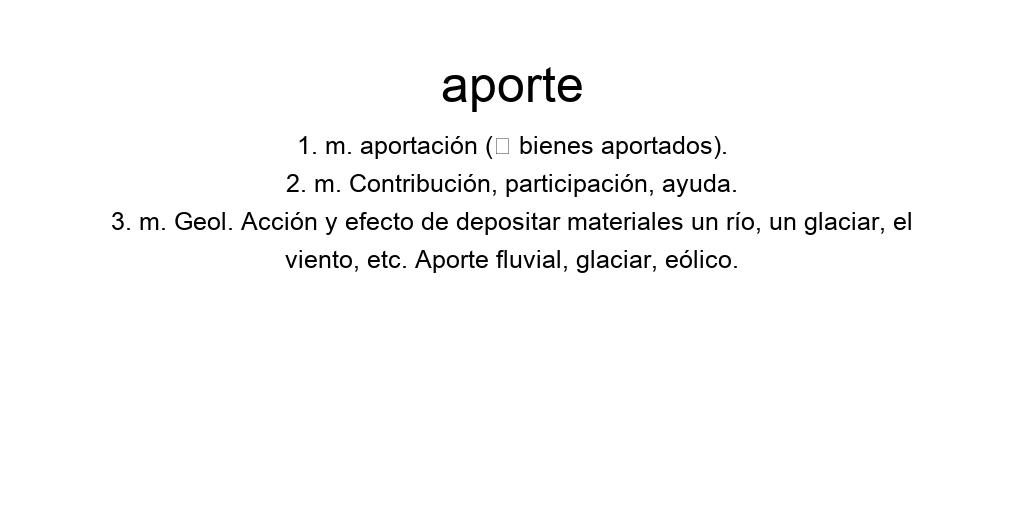 aporte
1. m. aportación (□ bienes aportados).
2. m. Contribución, participación, ayuda.
3. m. Geol. Acción y efecto de depositar materiales un río, un glaciar, el
viento, etc. Aporte fluvial, glaciar, eólico.